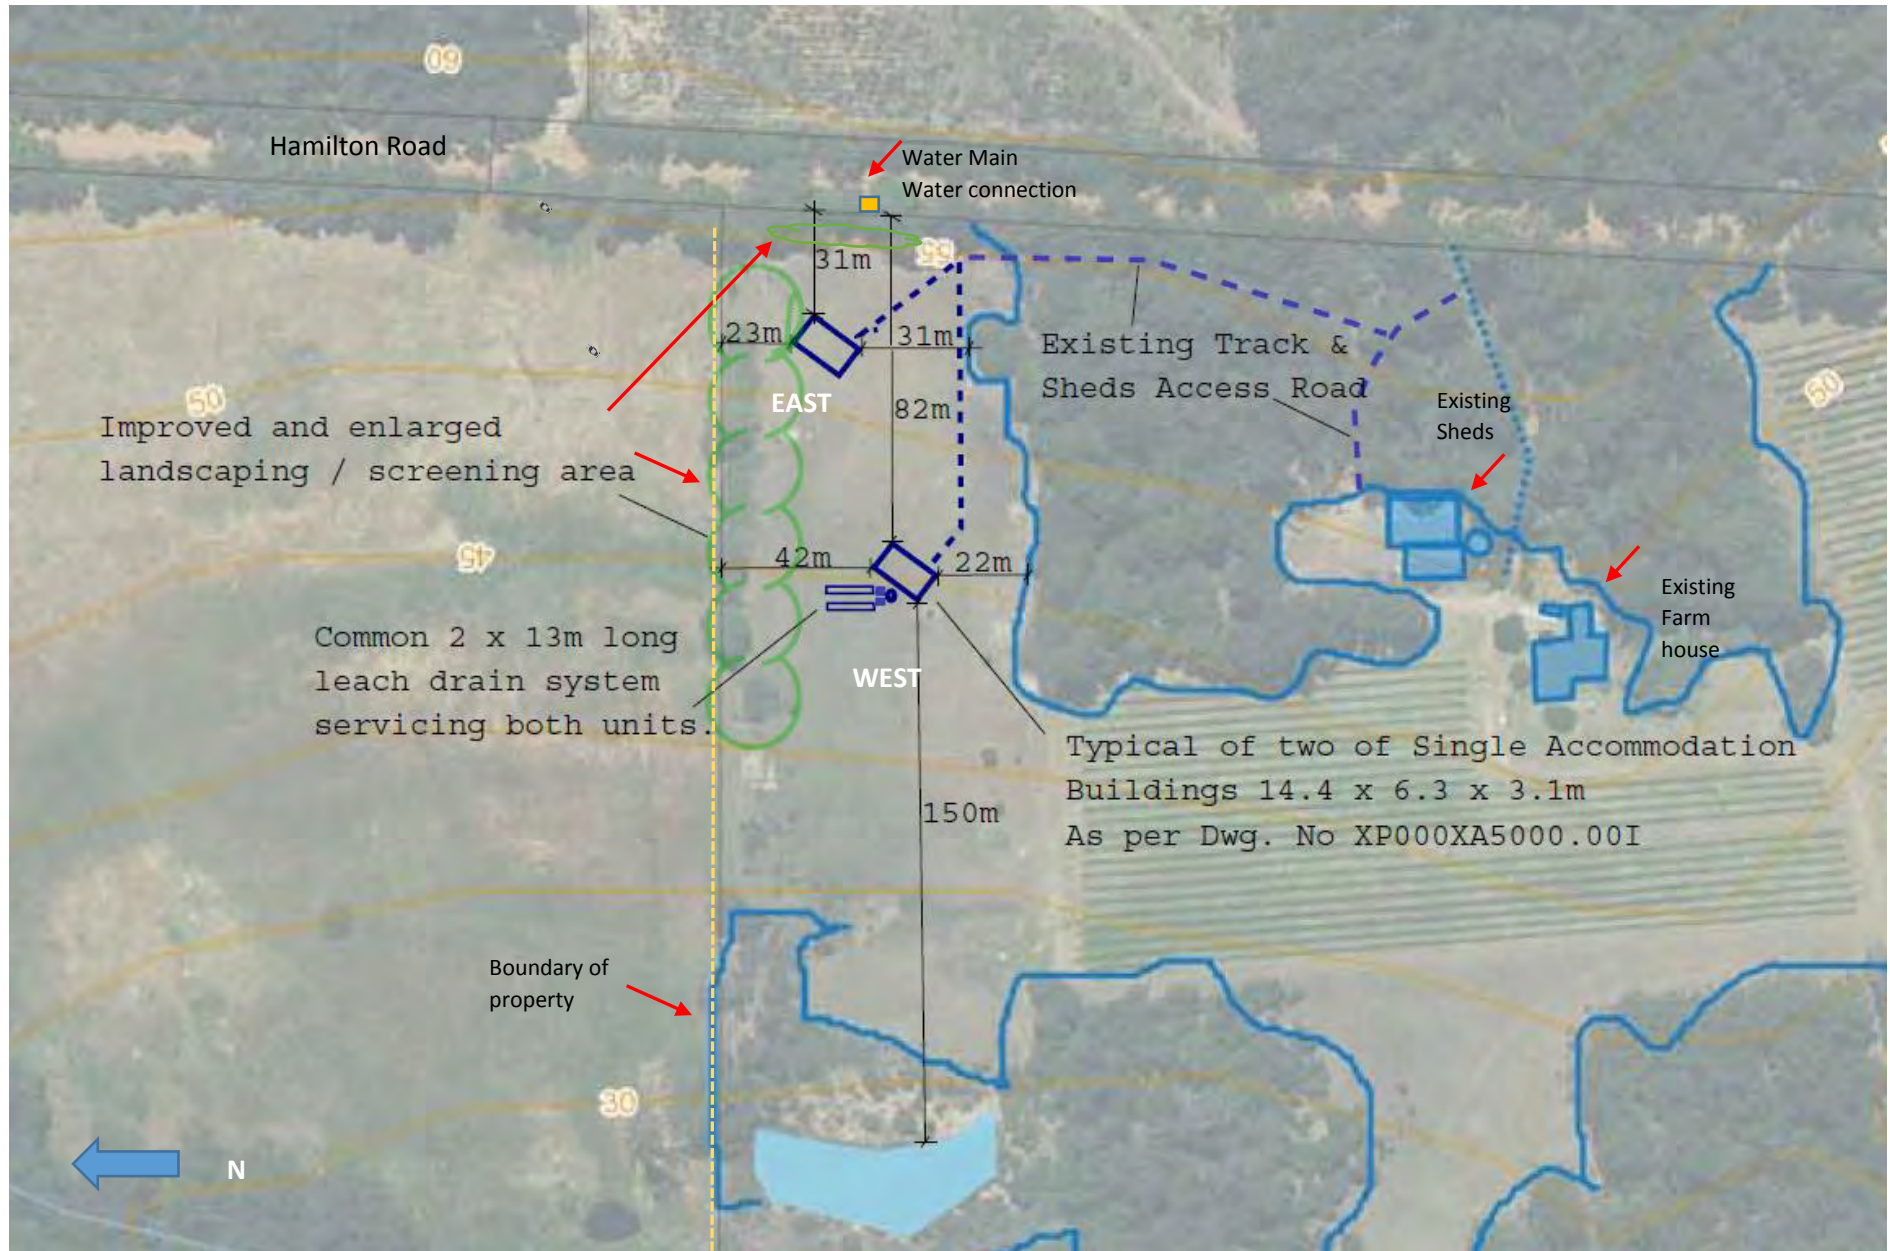 60
Hamilton Road
Water Main
Water connection
55
31m
23m
31m
Existing Track &
Sheds Access Road
EAST
82m
50
50
Existing
Sheds
Improved and enlarged
landscaping / screening area
45
42m
22m
Existing
Farm
house
Common 2 x 13m long
leach drain system
servicing both units.
WEST
Typical of two of Single Accommodation
Buildings 14.4 x 6.3 x 3.1m
As per Dwg. No XP000XA5000.00I
150m
Boundary of
property
30
N